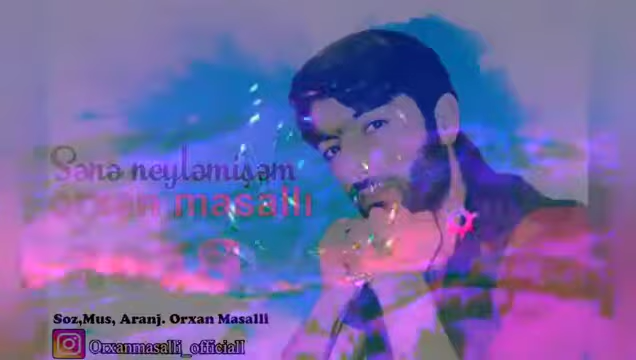 Sənə neyləmişəm
orxan masallı
Soz,Mus, Aranj. Orxan Masalli
Orxanmasalli_officiall